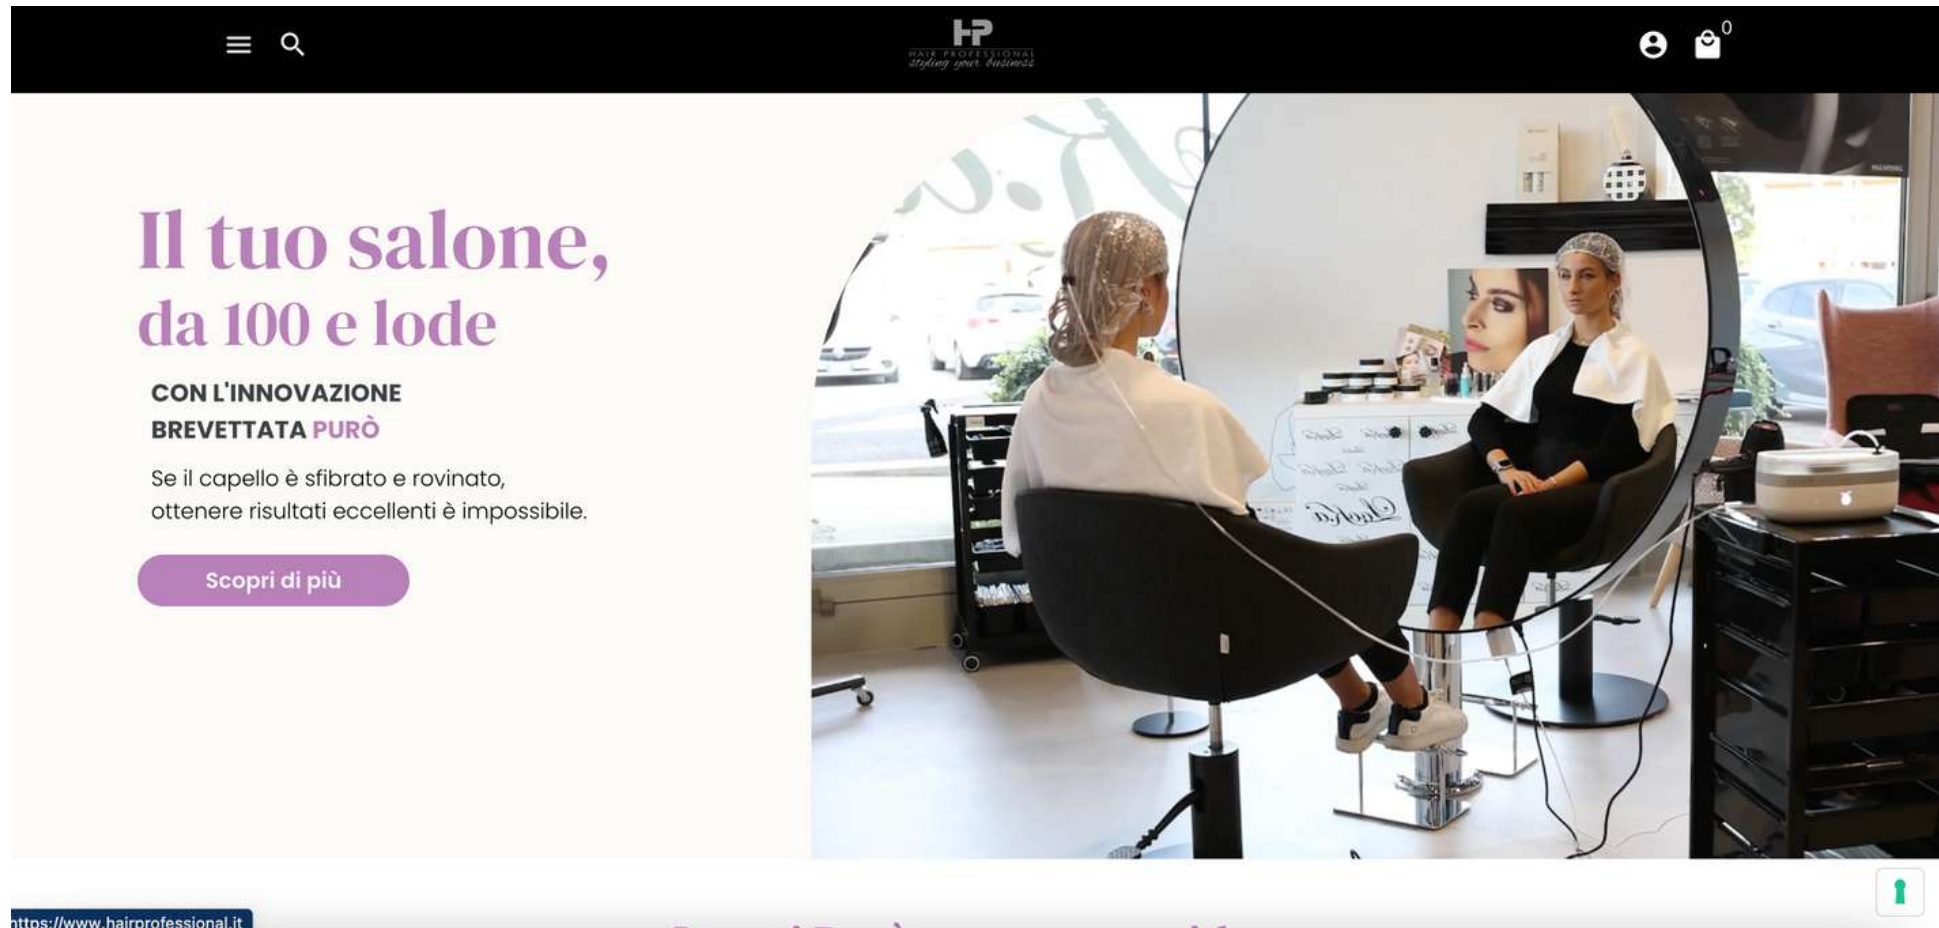 0
HP
HAIR PROFESSIONAL
styling your business
Il tuo salone,
da 100 e lode
CON L'INNOVAZIONE
BREVETTATA PURÒ
Se il capello è sfibrato e rovinato,
ottenere risultati eccellenti è impossibile.
Scopri di più
https://www.hairprofessional.it